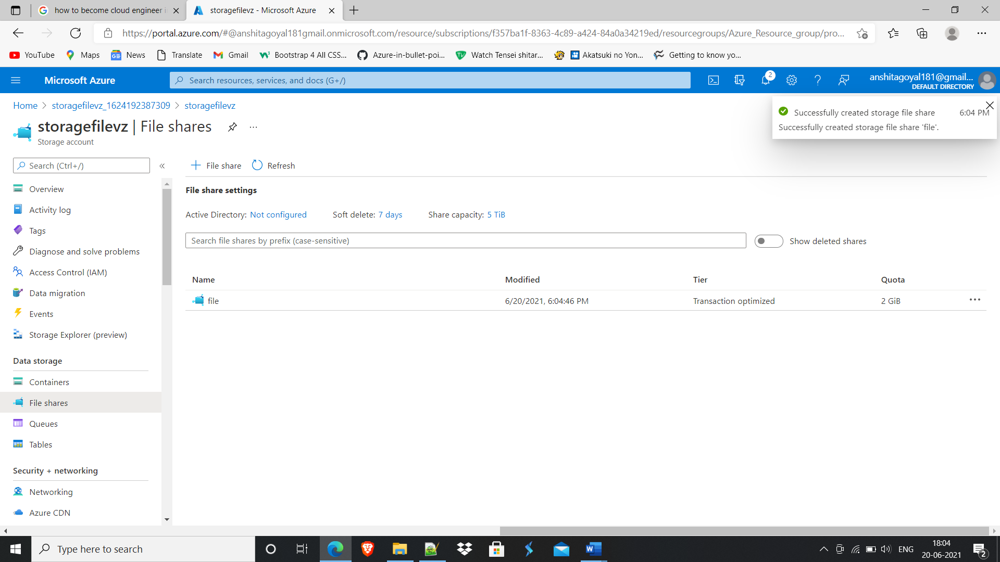 how to become cloud engineer i
storagefilevz - Microsoft Azure
https://portal.azure.com/#@anshitagoyal181gmail.onmicrosoft.com/resource/subscriptions/f357ba1f-8363-4c89-a424-84a0a34219ed/resourcegroups/Azure_Resource_group/pro...
YouTube
Maps
News
Translate
Gmail
Bootstrap 4 All CSS...
Azure-in-bullet-poi...
Watch Tensei shitar...
Akatsuki no Yon...
Getting to know yo...
Microsoft Azure
Search resources, services, and docs (G+/)
2
anshitagoyal181@gmail...
DEFAULT DIRECTORY
Home > storagefilevz_1624192387309 > storagefilevz
Successfully created storage file share 6:04 PM
Successfully created storage file share 'file'.
storagefilevz | File shares
Storage account
Search (Ctrl+/)
File share
Refresh
Overview
Activity log
Tags
Diagnose and solve problems
Access Control (IAM)
Data migration
Events
Storage Explorer (preview)
Data storage
Containers
File shares
Queues
Tables
Security + networking
Networking
Azure CDN
File share settings
Active Directory: Not configured Soft delete: 7 days Share capacity: 5 TiB
Search file shares by prefix (case-sensitive)
Show deleted shares
Name Modified Tier Quota
file 6/20/2021, 6:04:46 PM Transaction optimized 2 GiB
Type here to search
ENG
18:04
20-06-2021
2